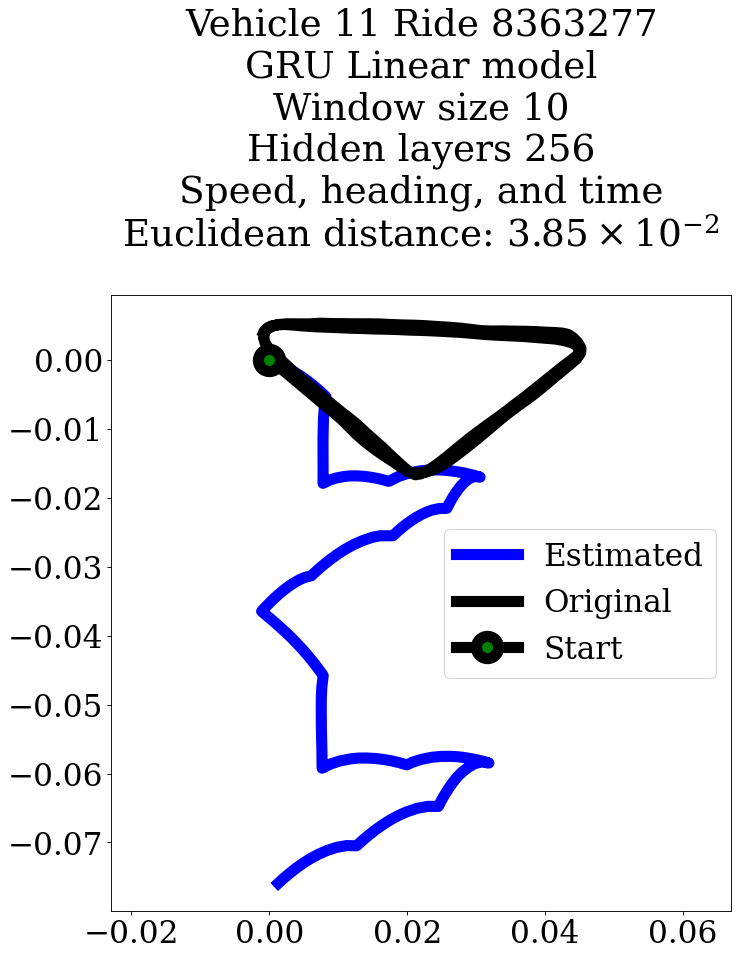 Vehicle 11 Ride 8363277
GRU Linear model
Window size 10
Hidden layers 256
Speed, heading, and time
Euclidean distance: 3.85 × 10⁻²
0.00
−0.01
−0.02
−0.03
−0.04
−0.05
−0.06
−0.07
Estimated
Original
Start
−0.02
0.00
0.02
0.04
0.06